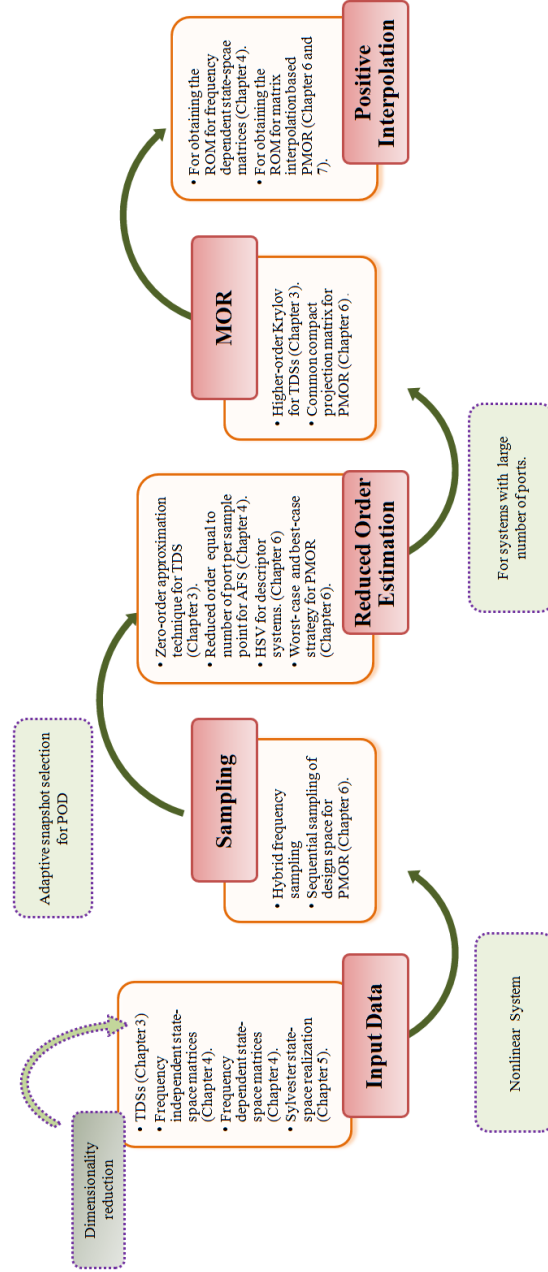 Dimensionality
reduction
• TDSs (Chapter 3)
• Frequency
independent state-
space matrices
(Chapter 4).
• Frequency
dependent state-
space matrices
(Chapter 4).
• Sylvester state-
space realization
(Chapter 5).
Input Data
Nonlinear System
Adaptive snapshot selection
for POD
Sampling
• Hybrid frequency
sampling
• Sequential sampling of
design space for
PMOR (Chapter 6).
• Zero-order approximation
technique for TDS
(Chapter 3).
• Reduced order equal to
number of port per sample
point for AFS (Chapter 4).
• HSV for descriptor
systems. (Chapter 6)
• Worst- case and best-case
strategy for PMOR
(Chapter 6).
Reduced Order
Estimation
For systems with large
number of ports.
MOR
• Higher-order Krylov
for TDSs (Chapter 3).
• Common compact
projection matrix for
PMOR (Chapter 6).
• For obtaining the
ROM for frequency
dependent state-spcae
matrices (Chapter 4).
• For obtaining the
ROM for matrix
interpolation based
PMOR (Chapter 6 and
7).
Positive
Interpolation